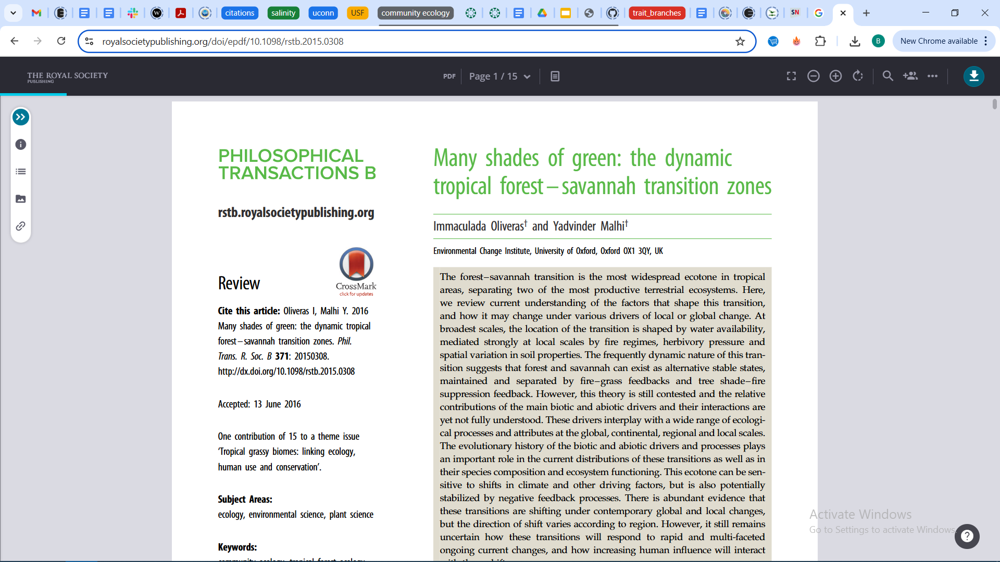 citations
salinity
uconn
USF
community ecology
trait_branches
SN
royalsocietypublishing.org/doi/epdf/10.1098/rstb.2015.0308
B
New Chrome available
THE ROYAL SOCIETY
PUBLISHING
PDF
Page 1 / 15
PHILOSOPHICAL
TRANSACTIONS B
rstb.royalsocietypublishing.org
Review
CrossMark
click for updates
Cite this article: Oliveras I, Malhi Y. 2016
Many shades of green: the dynamic tropical
forest–savannah transition zones. Phil.
Trans. R. Soc. B 371: 20150308.
http://dx.doi.org/10.1098/rstb.2015.0308
Accepted: 13 June 2016
One contribution of 15 to a theme issue
‘Tropical grassy biomes: linking ecology,
human use and conservation’.
Subject Areas:
ecology, environmental science, plant science
Keywords:
Many shades of green: the dynamic
tropical forest–savannah transition zones
Immaculada Oliveras† and Yadvinder Malhi†
Environmental Change Institute, University of Oxford, Oxford OX1 3QY, UK
The forest–savannah transition is the most widespread ecotone in tropical
areas, separating two of the most productive terrestrial ecosystems. Here,
we review current understanding of the factors that shape this transition,
and how it may change under various drivers of local or global change. At
broadest scales, the location of the transition is shaped by water availability,
mediated strongly at local scales by fire regimes, herbivory pressure and
spatial variation in soil properties. The frequently dynamic nature of this tran-
sition suggests that forest and savannah can exist as alternative stable states,
maintained and separated by fire–grass feedbacks and tree shade–fire
suppression feedback. However, this theory is still contested and the relative
contributions of the main biotic and abiotic drivers and their interactions are
yet not fully understood. These drivers interplay with a wide range of ecologi-
cal processes and attributes at the global, continental, regional and local scales.
The evolutionary history of the biotic and abiotic drivers and processes plays
an important role in the current distributions of these transitions as well as in
their species composition and ecosystem functioning. This ecotone can be sen-
sitive to shifts in climate and other driving factors, but is also potentially
stabilized by negative feedback processes. There is abundant evidence that
these transitions are shifting under contemporary global and local changes,
but the direction of shift varies according to region. However, it still remains
uncertain how these transitions will respond to rapid and multi-faceted
ongoing current changes, and how increasing human influence will interact
Activate Windows
Go to Settings to activate Windows.